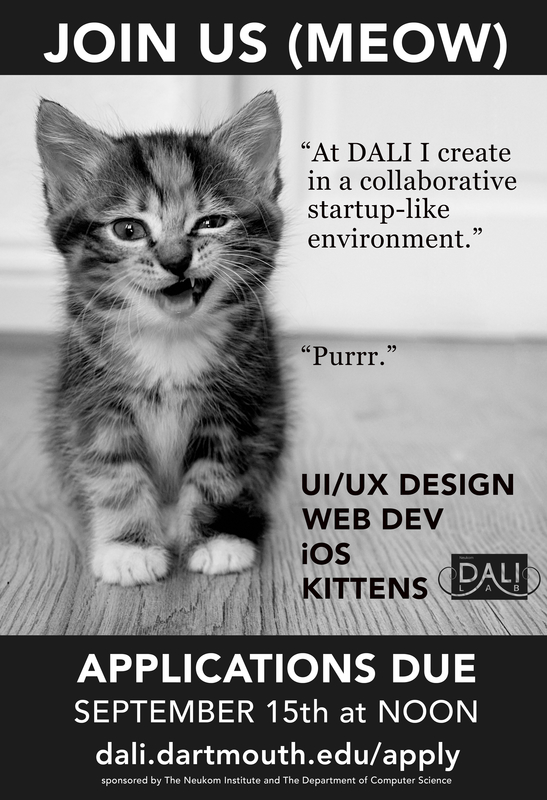 JOIN US (MEOW)
“At DALI I create
in a collaborative
startup-like
environment.”
“Purrr.”
UI/UX DESIGN
WEB DEV
iOS
KITTENS
DALI
LAB
APPLICATIONS DUE
SEPTEMBER 15th at NOON
dali.dartmouth.edu/apply
sponsored by The Neukom Institute and The Department of Computer Science